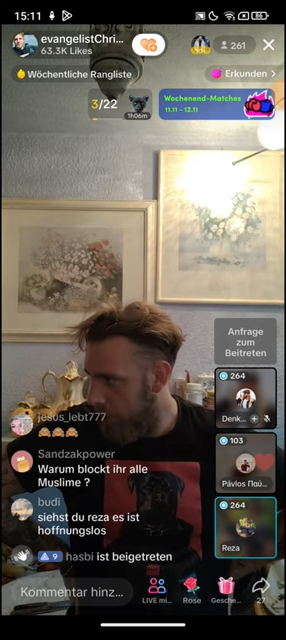 15:11
86
evangelistChri...
63.3K Likes
261
Wöchentliche Rangliste
Erkunden >
3/22
1h06m
Wochenend-Matches
11.11 - 12.11
Anfrage
zum
Beitreten
264
Denk...
103
Pávlos Παύ...
264
Reza
jesus_lebt777
Sandzakpower
Warum blockt ihr alle
Muslime ?
budi
siehst du reza es ist
hoffnungslos
9 hasbi ist beigetreten
Kommentar hinz...
LIVE mi...
Rose
Gesche...
27